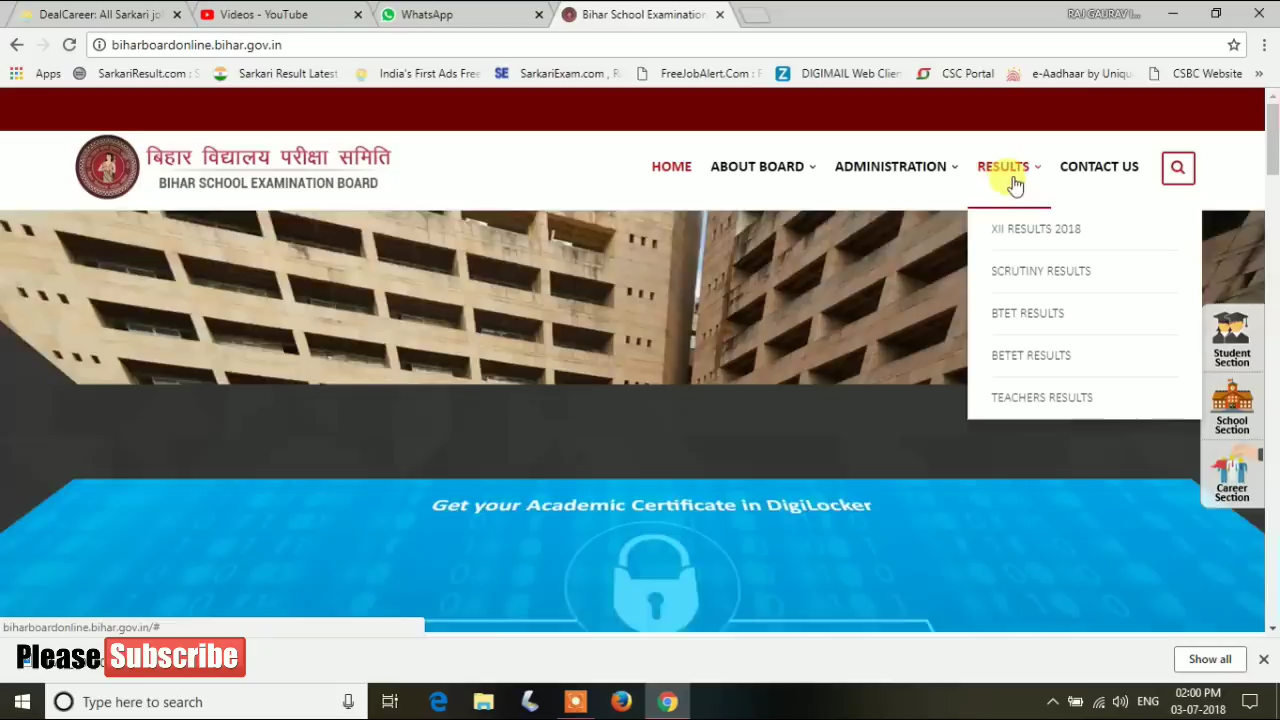 DealCareer: All Sarkari jo
Videos - YouTube
WhatsApp
Bihar School Examination
RAJ GAURAV
biharboardonline.bihar.gov.in
Apps
SarkariResult.com : S
Sarkari Result Latest
India's First Ads Free
SE SarkariExam.com , R
FreeJobAlert.Com : F
Z DIGIMAIL Web Clien
CSC Portal
e-Aadhaar by Uniqu
CSBC Website
»
बिहार विद्यालय परीक्षा समिति
BIHAR SCHOOL EXAMINATION BOARD
HOME
ABOUT BOARD
ADMINISTRATION
RESULTS
CONTACT US
XII RESULTS 2018
SCRUTINY RESULTS
BTET RESULTS
BETET RESULTS
TEACHERS RESULTS
Student
Section
School
Section
Career
Section
Get your Academic Certificate in DigiLocker
biharboardonline.bihar.gov.in/#
Please Subscribe
Show all
Type here to search
ENG
02:00 PM
03-07-2018